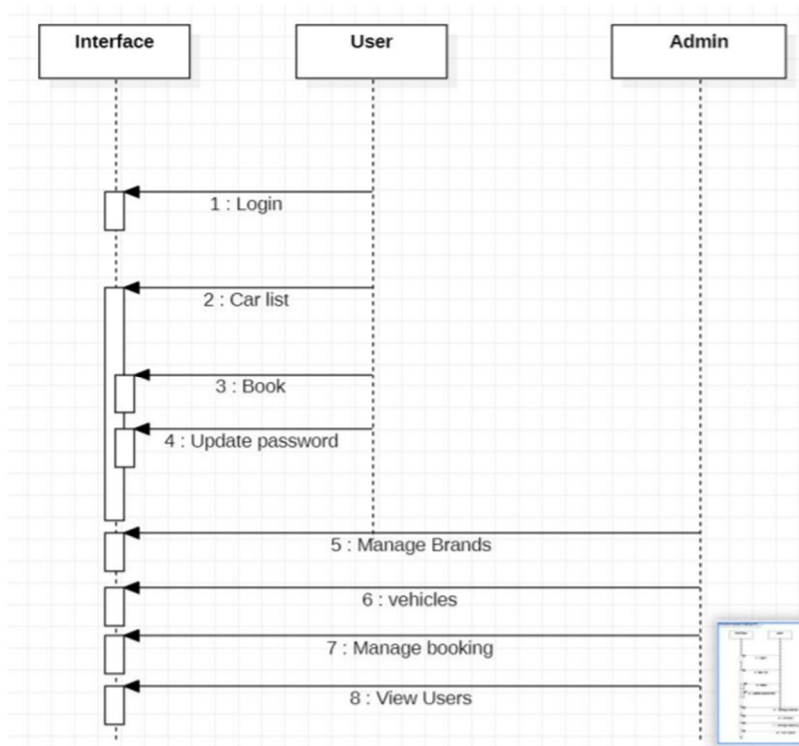 Interface
User
Admin
1 : Login
2 : Car list
3 : Book
4 : Update password
5 : Manage Brands
6 : vehicles
7 : Manage booking
8 : View Users